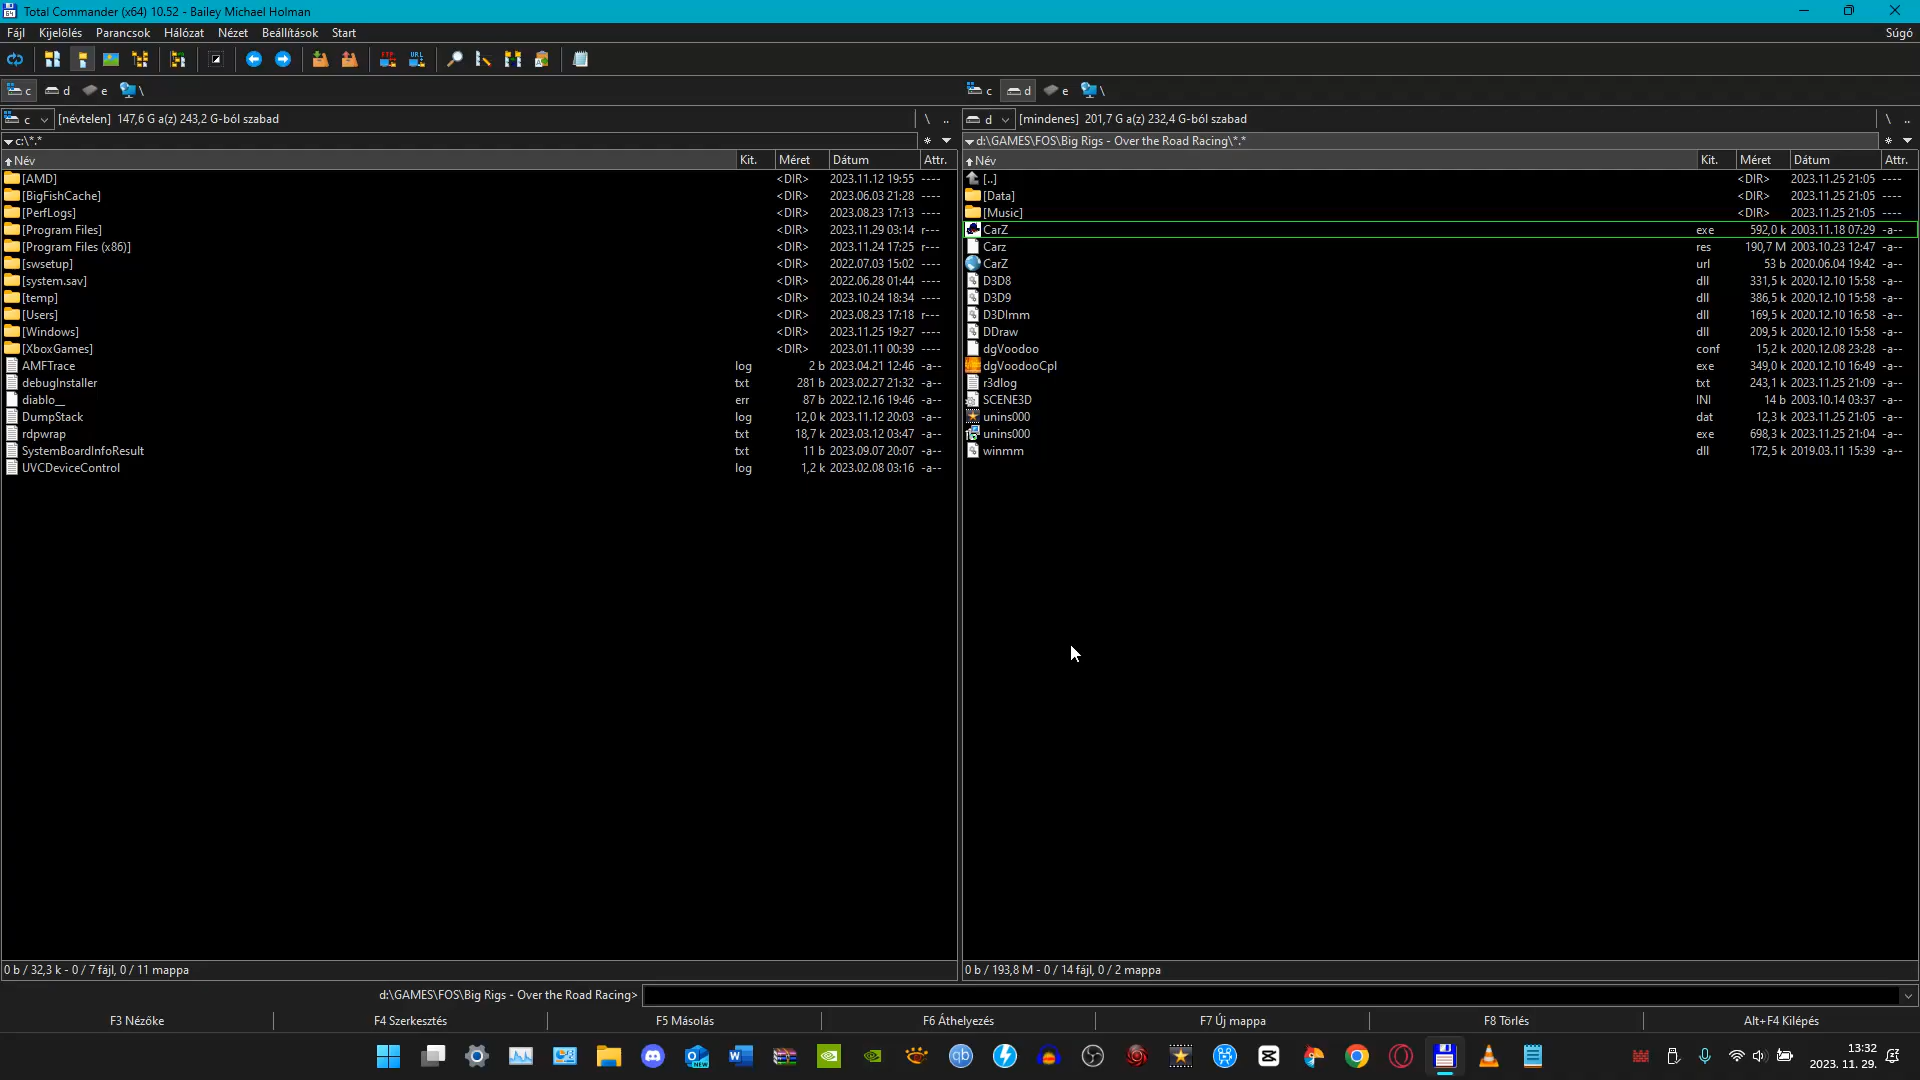 Total Commander (x64) 10.52 - Bailey Michael Holman
Fájl Kijelölés Parancsok Hálózat Nézet Beállítások Start Súgó
FTP URL
c d e \ c d e \
c [névtelen] 147,6 G a(z) 243,2 G-ból szabad \ .. d [mindenes] 201,7 G a(z) 232,4 G-ból szabad \ ..
c:\*.* * d:\GAMES\FOS\Big Rigs - Over the Road Racing\*.* *
Név Kit. Méret Dátum Attr.
[AMD] <DIR> 2023.11.12 19:55 ----
[BigFishCache] <DIR> 2023.06.03 21:28 ----
[PerfLogs] <DIR> 2023.08.23 17:13 ----
[Program Files] <DIR> 2023.11.29 03:14 r---
[Program Files (x86)] <DIR> 2023.11.24 17:25 r---
[swsetup] <DIR> 2022.07.03 15:02 ----
[system.sav] <DIR> 2022.06.28 01:44 ----
[temp] <DIR> 2023.10.24 18:34 ----
[Users] <DIR> 2023.08.23 17:18 r---
[Windows] <DIR> 2023.11.25 19:27 ----
[XboxGames] <DIR> 2023.01.11 00:39 ----
AMFTrace log 2 b 2023.04.21 12:46 -a--
debugInstaller txt 281 b 2023.02.27 21:32 -a--
diablo__ err 87 b 2022.12.16 19:46 -a--
DumpStack log 12,0 k 2023.11.12 20:03 -a--
rdpwrap txt 18,7 k 2023.03.12 03:47 -a--
SystemBoardInfoResult txt 11 b 2023.09.07 20:07 -a--
UVCDeviceControl log 1,2 k 2023.02.08 03:16 -a--
0 b / 32,3 k - 0 / 7 fájl, 0 / 11 mappa
Név Kit. Méret Dátum Attr.
[..] <DIR> 2023.11.25 21:05 ----
[Data] <DIR> 2023.11.25 21:05 ----
[Music] <DIR> 2023.11.25 21:05 ----
CarZ exe 592,0 k 2003.11.18 07:29 -a--
Carz res 190,7 M 2003.10.23 12:47 -a--
CarZ url 53 b 2020.06.04 19:42 -a--
D3D8 dll 331,5 k 2020.12.10 15:58 -a--
D3D9 dll 386,5 k 2020.12.10 15:58 -a--
D3DImm dll 169,5 k 2020.12.10 16:58 -a--
DDraw dll 209,5 k 2020.12.10 15:58 -a--
dgVoodoo conf 15,2 k 2020.12.08 23:28 -a--
dgVoodooCpl exe 349,0 k 2020.12.10 16:49 -a--
r3dlog txt 243,1 k 2023.11.25 21:09 -a--
SCENE3D INI 14 b 2003.10.14 03:37 -a--
unins000 dat 12,3 k 2023.11.25 21:05 -a--
unins000 exe 698,3 k 2023.11.25 21:04 -a--
winmm dll 172,5 k 2019.03.11 15:39 -a--
0 b / 193,8 M - 0 / 14 fájl, 0 / 2 mappa
d:\GAMES\FOS\Big Rigs - Over the Road Racing>
F3 Nézőke F4 Szerkesztés F5 Másolás F6 Áthelyezés F7 Új mappa F8 Törlés Alt+F4 Kilépés
13:32
2023. 11. 29.